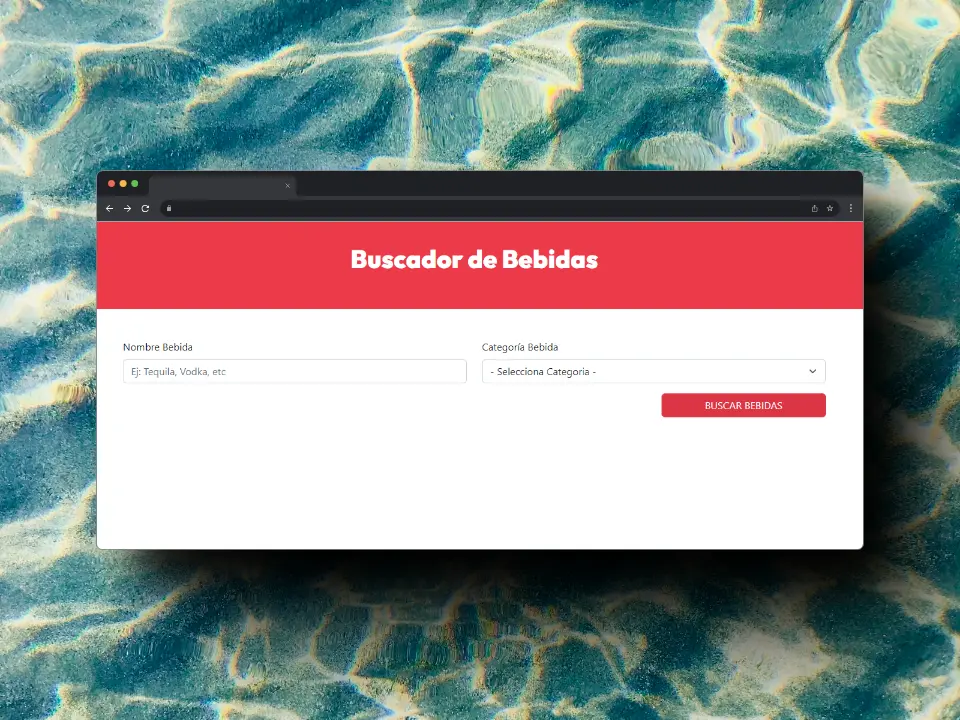 Buscador de Bebidas
Nombre Bebida
Categoría Bebida
Ej: Tequila, Vodka, etc
- Selecciona Categoria -
BUSCAR BEBIDAS